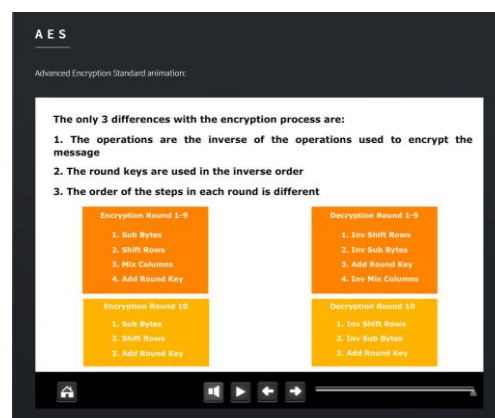 AES
Advanced Encryption Standard animation:
The only 3 differences with the encryption process are:
1. The operations are the inverse of the operations used to encrypt the
message
2. The round keys are used in the inverse order
3. The order of the steps in each round is different
Encryption Round 1-9
1. Sub Bytes
2. Shift Rows
3. Mix Columns
4. Add Round Key
Decryption Round 1-9
1. Inv Shift Rows
2. Inv Sub Bytes
3. Add Round Key
4. Inv Mix Columns
Encryption Round 10
1. Sub Bytes
2. Shift Rows
3. Add Round Key
Decryption Round 10
1. Inv Shift Rows
2. Inv Sub Bytes
3. Add Round Key